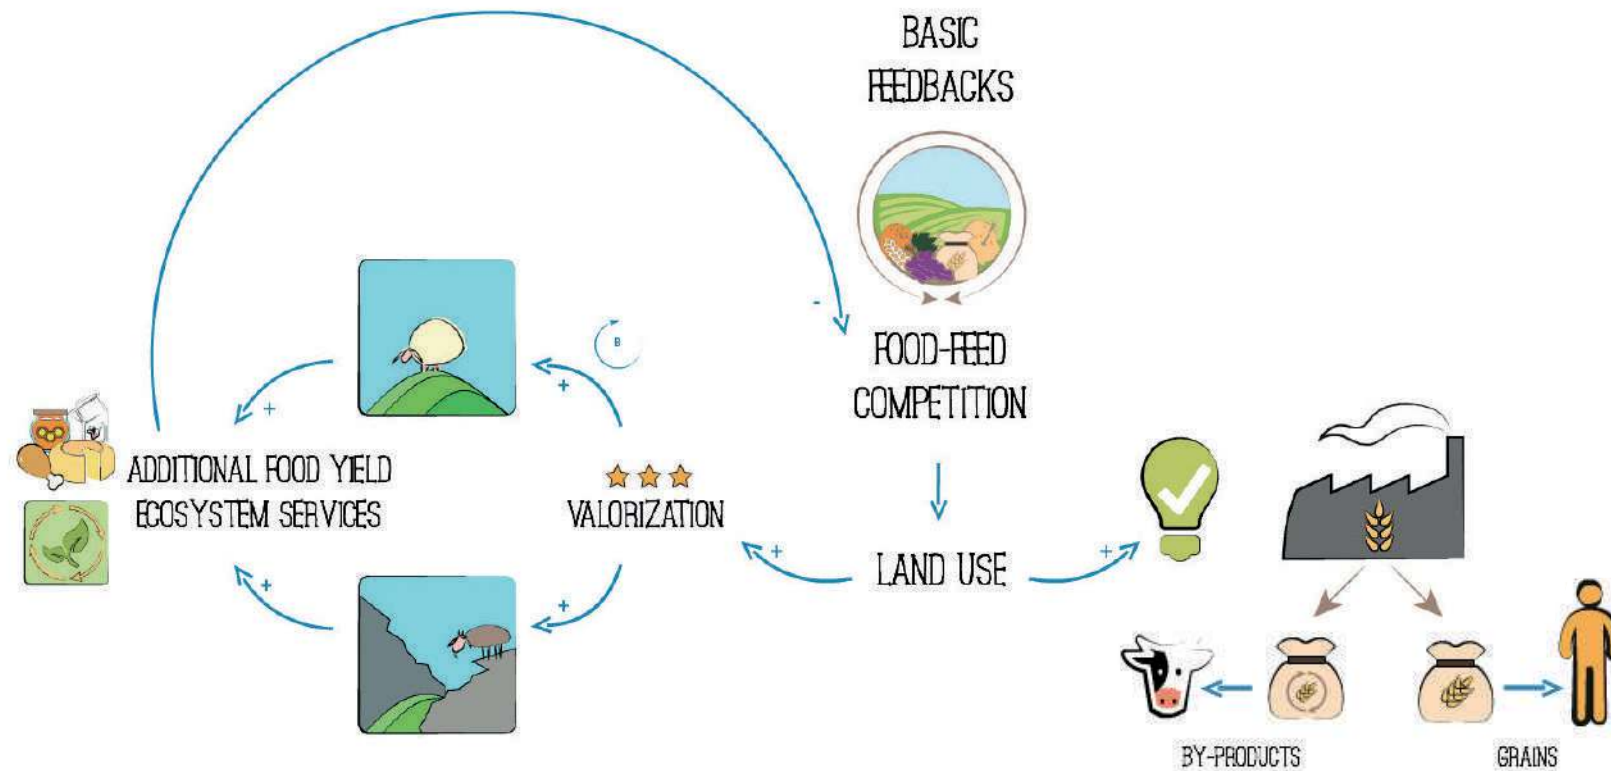 BASIC
FEEDBACKS
-
B
FOOD-FEED
COMPETITION
+
+
ADDITIONAL FOOD YIELD
ECOSYSTEM SERVICES
VALORIZATION
+
+
LAND USE
+
+
BY-PRODUCTS
GRAINS